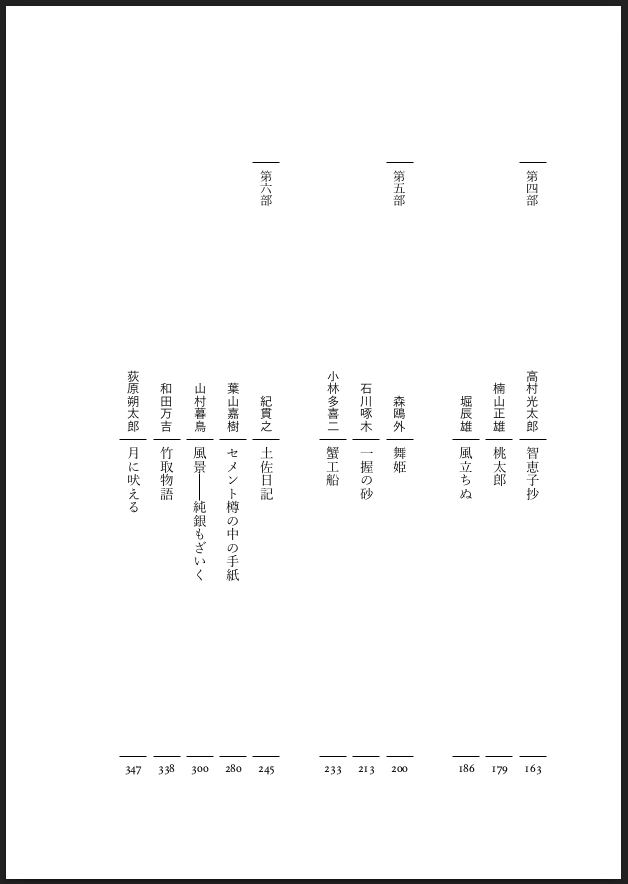 第四部
高村光太郎 智恵子抄 163
楠山正雄 桃太郎 179
堀辰雄 風立ちぬ 186
第五部
森鴎外 舞姫 200
石川啄木 一握の砂 213
小林多喜二 蟹工船 233
第六部
紀貫之 土佐日記 245
葉山嘉樹 セメント樽の中の手紙 280
山村暮鳥 風景──純銀もざいく 300
和田万吉 竹取物語 338
荻原朔太郎 月に吠える 347